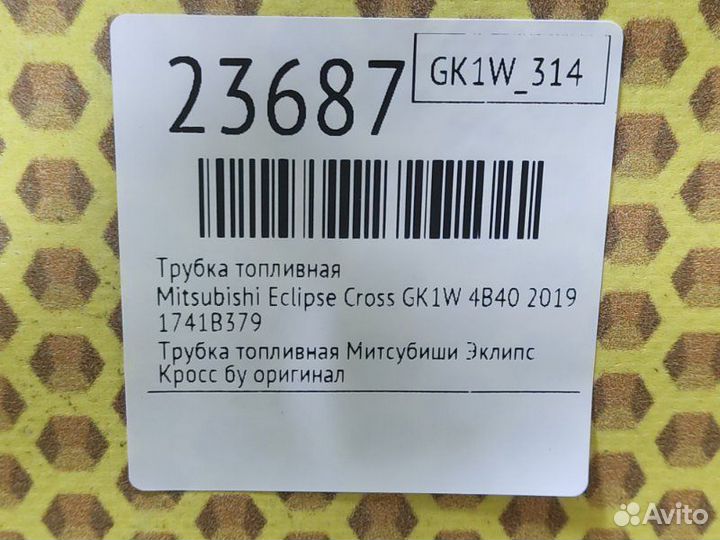 23687
GK1W_314
Трубка топливная
Mitsubishi Eclipse Cross GK1W 4B40 2019
1741B379
Трубка топливная Митсубиши Эклипс
Кросс бу оригинал
Avito